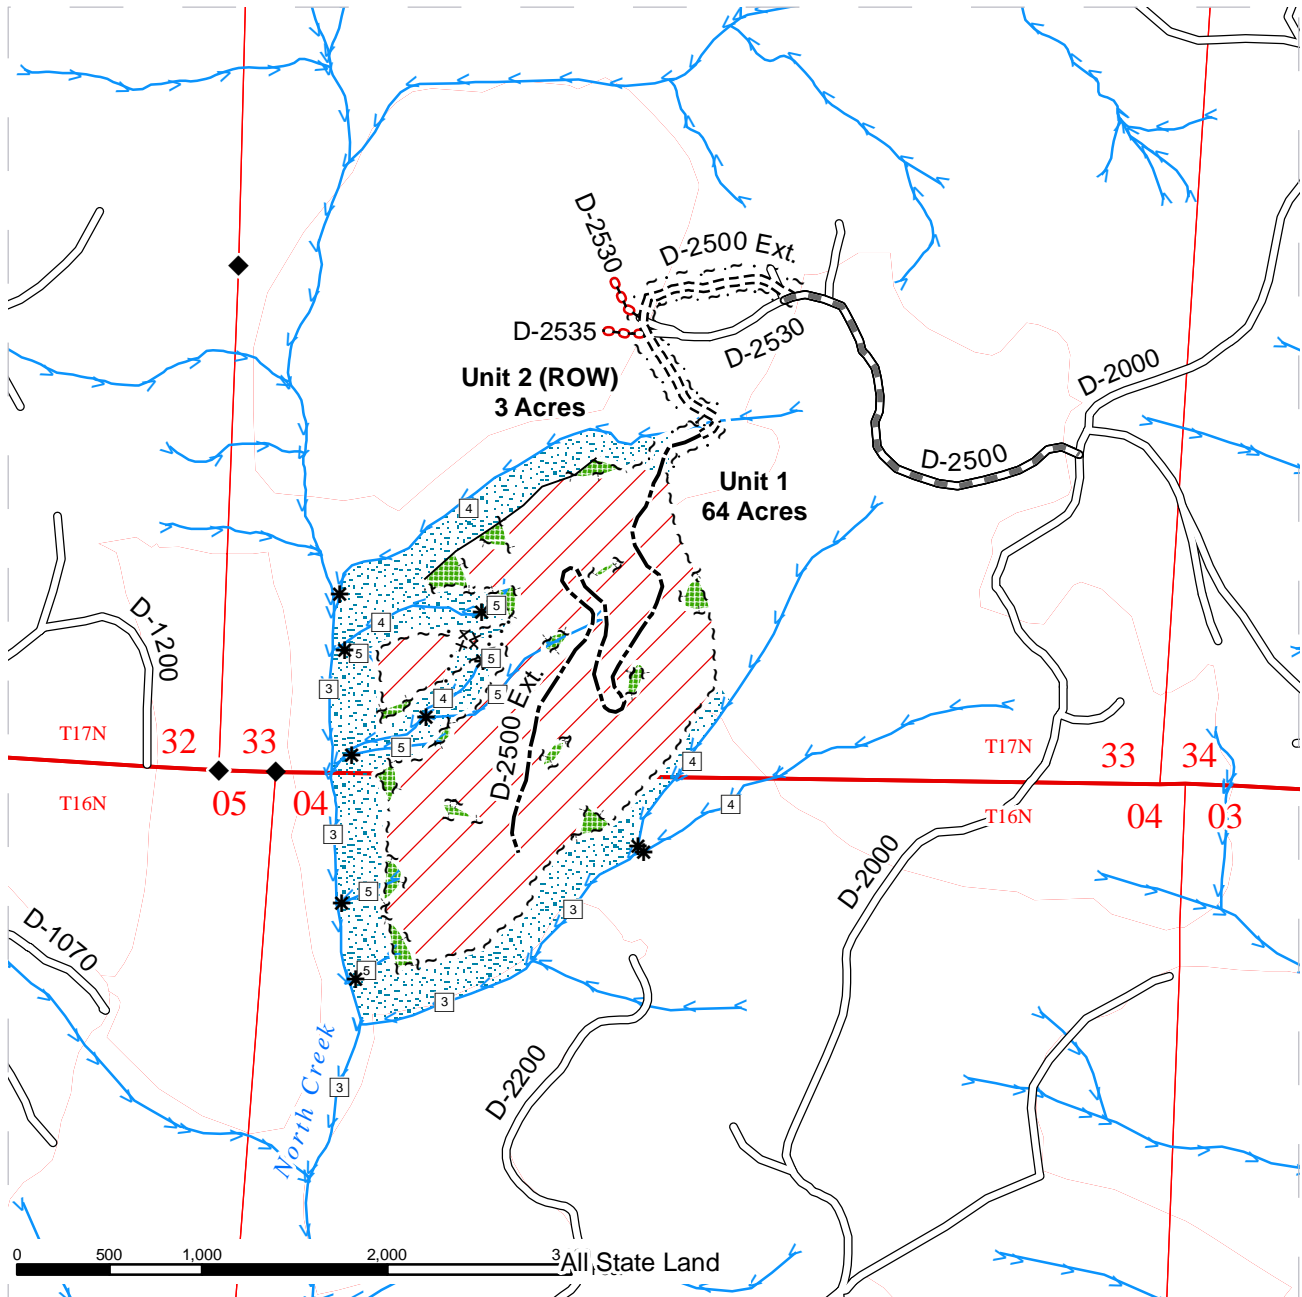 D-2530
D-2500 Ext.
D-2535
D-2530
D-2000
Unit 2 (ROW)
3 Acres
D-2500
Unit 1
64 Acres
4
D-1200
5
4
5
3
5
4
5
D-2500 Ext.
5
T17N
32
33
T17N
33
34
4
T16N
05
04
4
T16N
04
03
3
D-2000
5
3
D-1070
5
3
North Creek
3
D-2200
0
500
1,000
2,000
3
All State Land